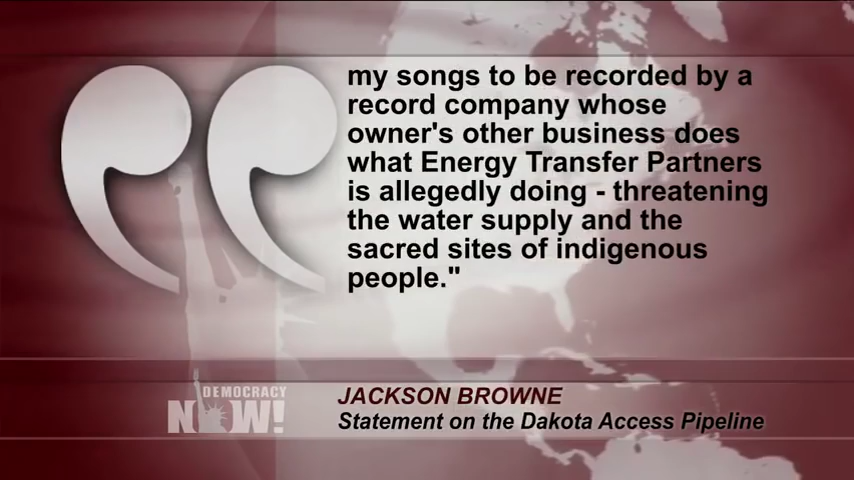 my songs to be recorded by a
record company whose
owner's other business does
what Energy Transfer Partners
is allegedly doing - threatening
the water supply and the
sacred sites of indigenous
people."
DEMOCRACY
NOW!
JACKSON BROWNE
Statement on the Dakota Access Pipeline